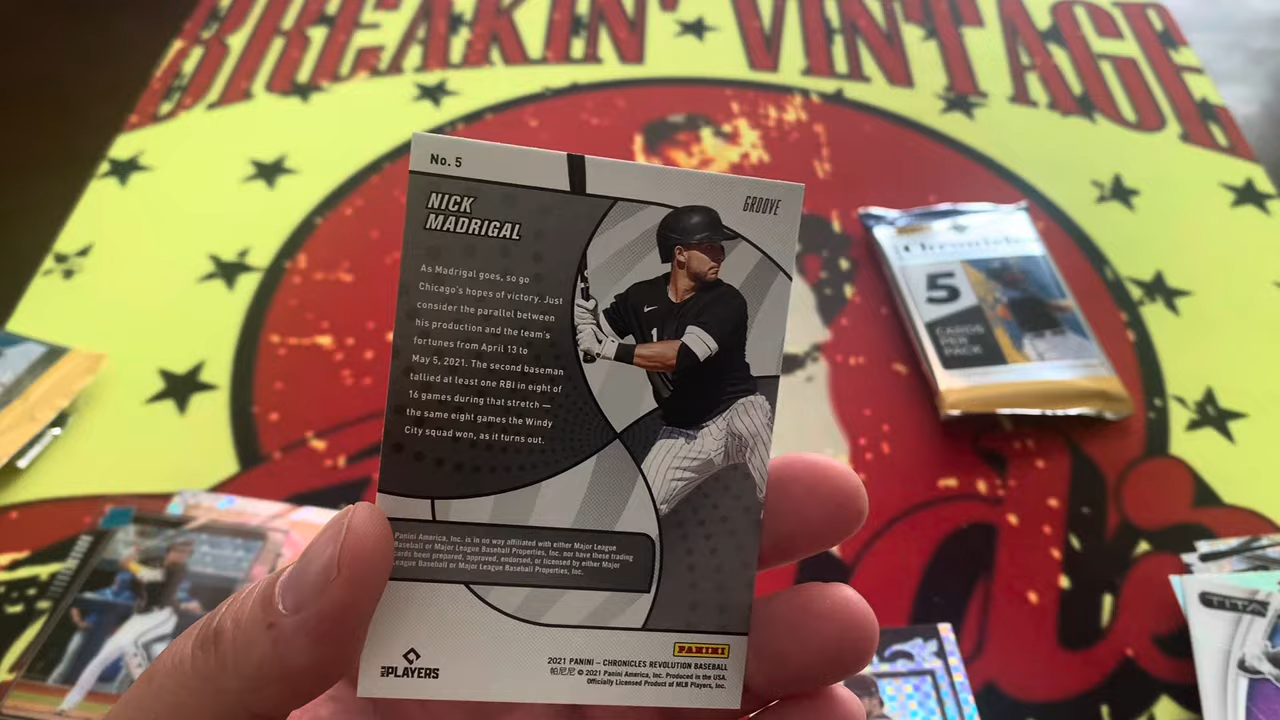 BREAKIN' VINTAGE
No. 5
GROOVE
NICK
MADRIGAL
As Madrigal goes, so go
Chicago's hopes of victory. Just
consider the parallel between
his production and the team's
fortunes from April 13 to
May 5, 2021. The second baseman
tallied at least one RBI in eight of
16 games during that stretch —
the same eight games the Windy
City squad won, as it turns out.
Panini America, Inc. is in no way affiliated with either Major League
Baseball or Major League Baseball Properties, Inc. nor have these trading
cards been prepared, approved, endorsed, or licensed by either Major
League Baseball or Major League Baseball Properties, Inc.
PANINI
MLB PLAYERS
2021 PANINI – CHRONICLES REVOLUTION BASEBALL
帕尼尼 © 2021 Panini America, Inc. Produced in the USA.
Officially Licensed Product of MLB Players, Inc.
Chronicles
5
CARDS
PER
PACK
TITA